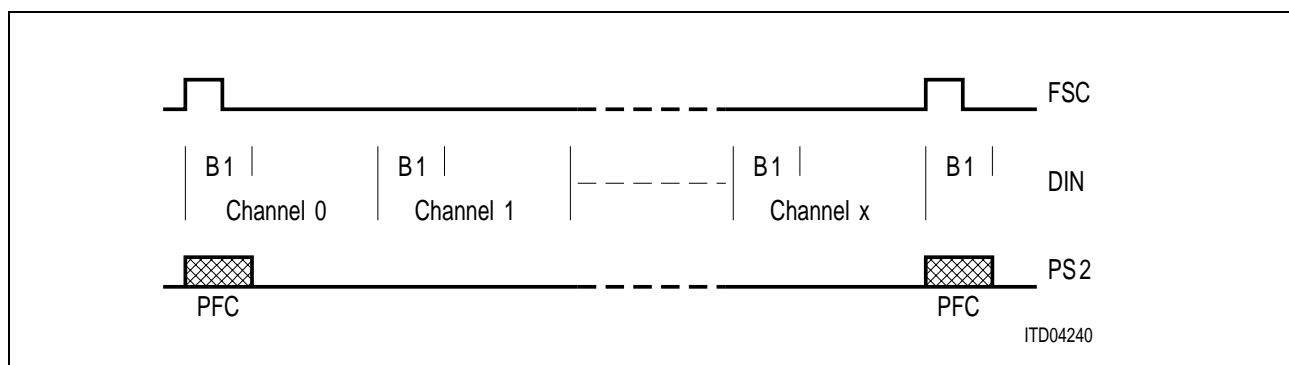 FSC
B1 B1 B1 B1 DIN
Channel 0 Channel 1 Channel x
PS2
PFC PFC
ITD04240